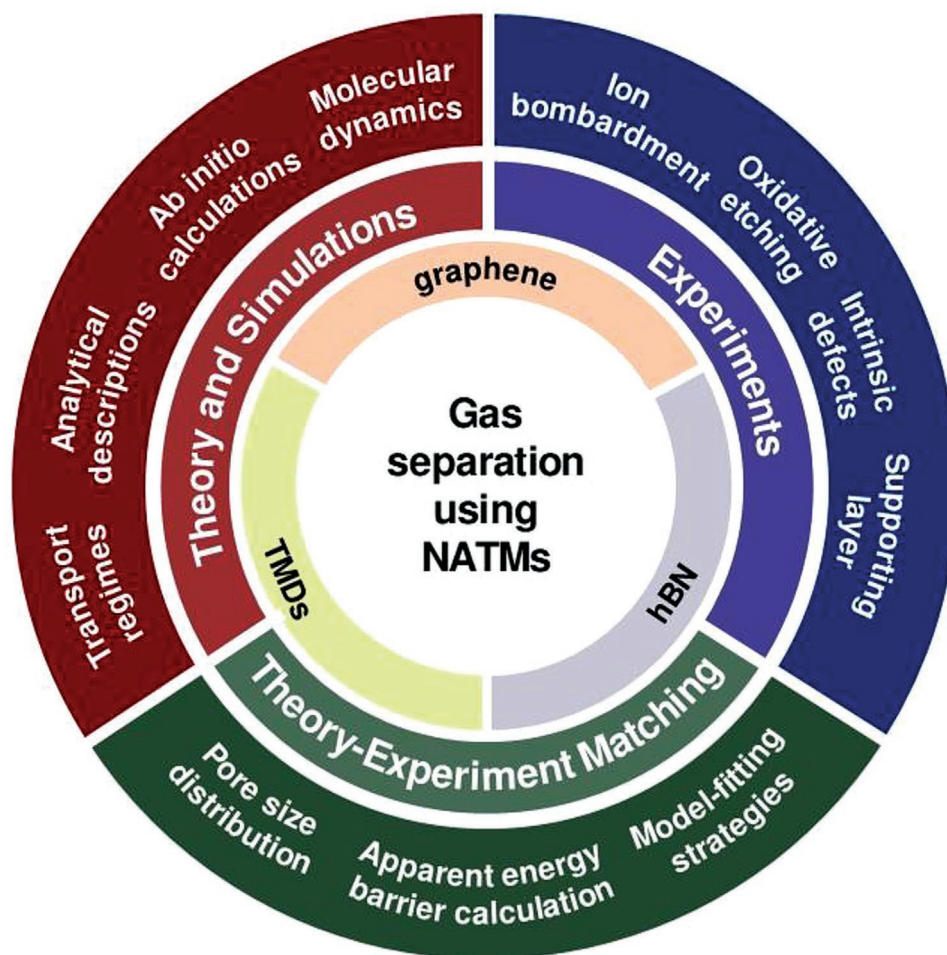 Gas
separation
using
NATMs
graphene
hBN
TMDs
Theory and Simulations
Experiments
Theory-Experiment Matching
Transport
regimes
Analytical
descriptions
Ab initio
calculations
Molecular
dynamics
Ion
bombardment
Oxidative
etching
Intrinsic
defects
Supporting
layer
Pore size
distribution
Apparent energy
barrier calculation
Model-fitting
strategies